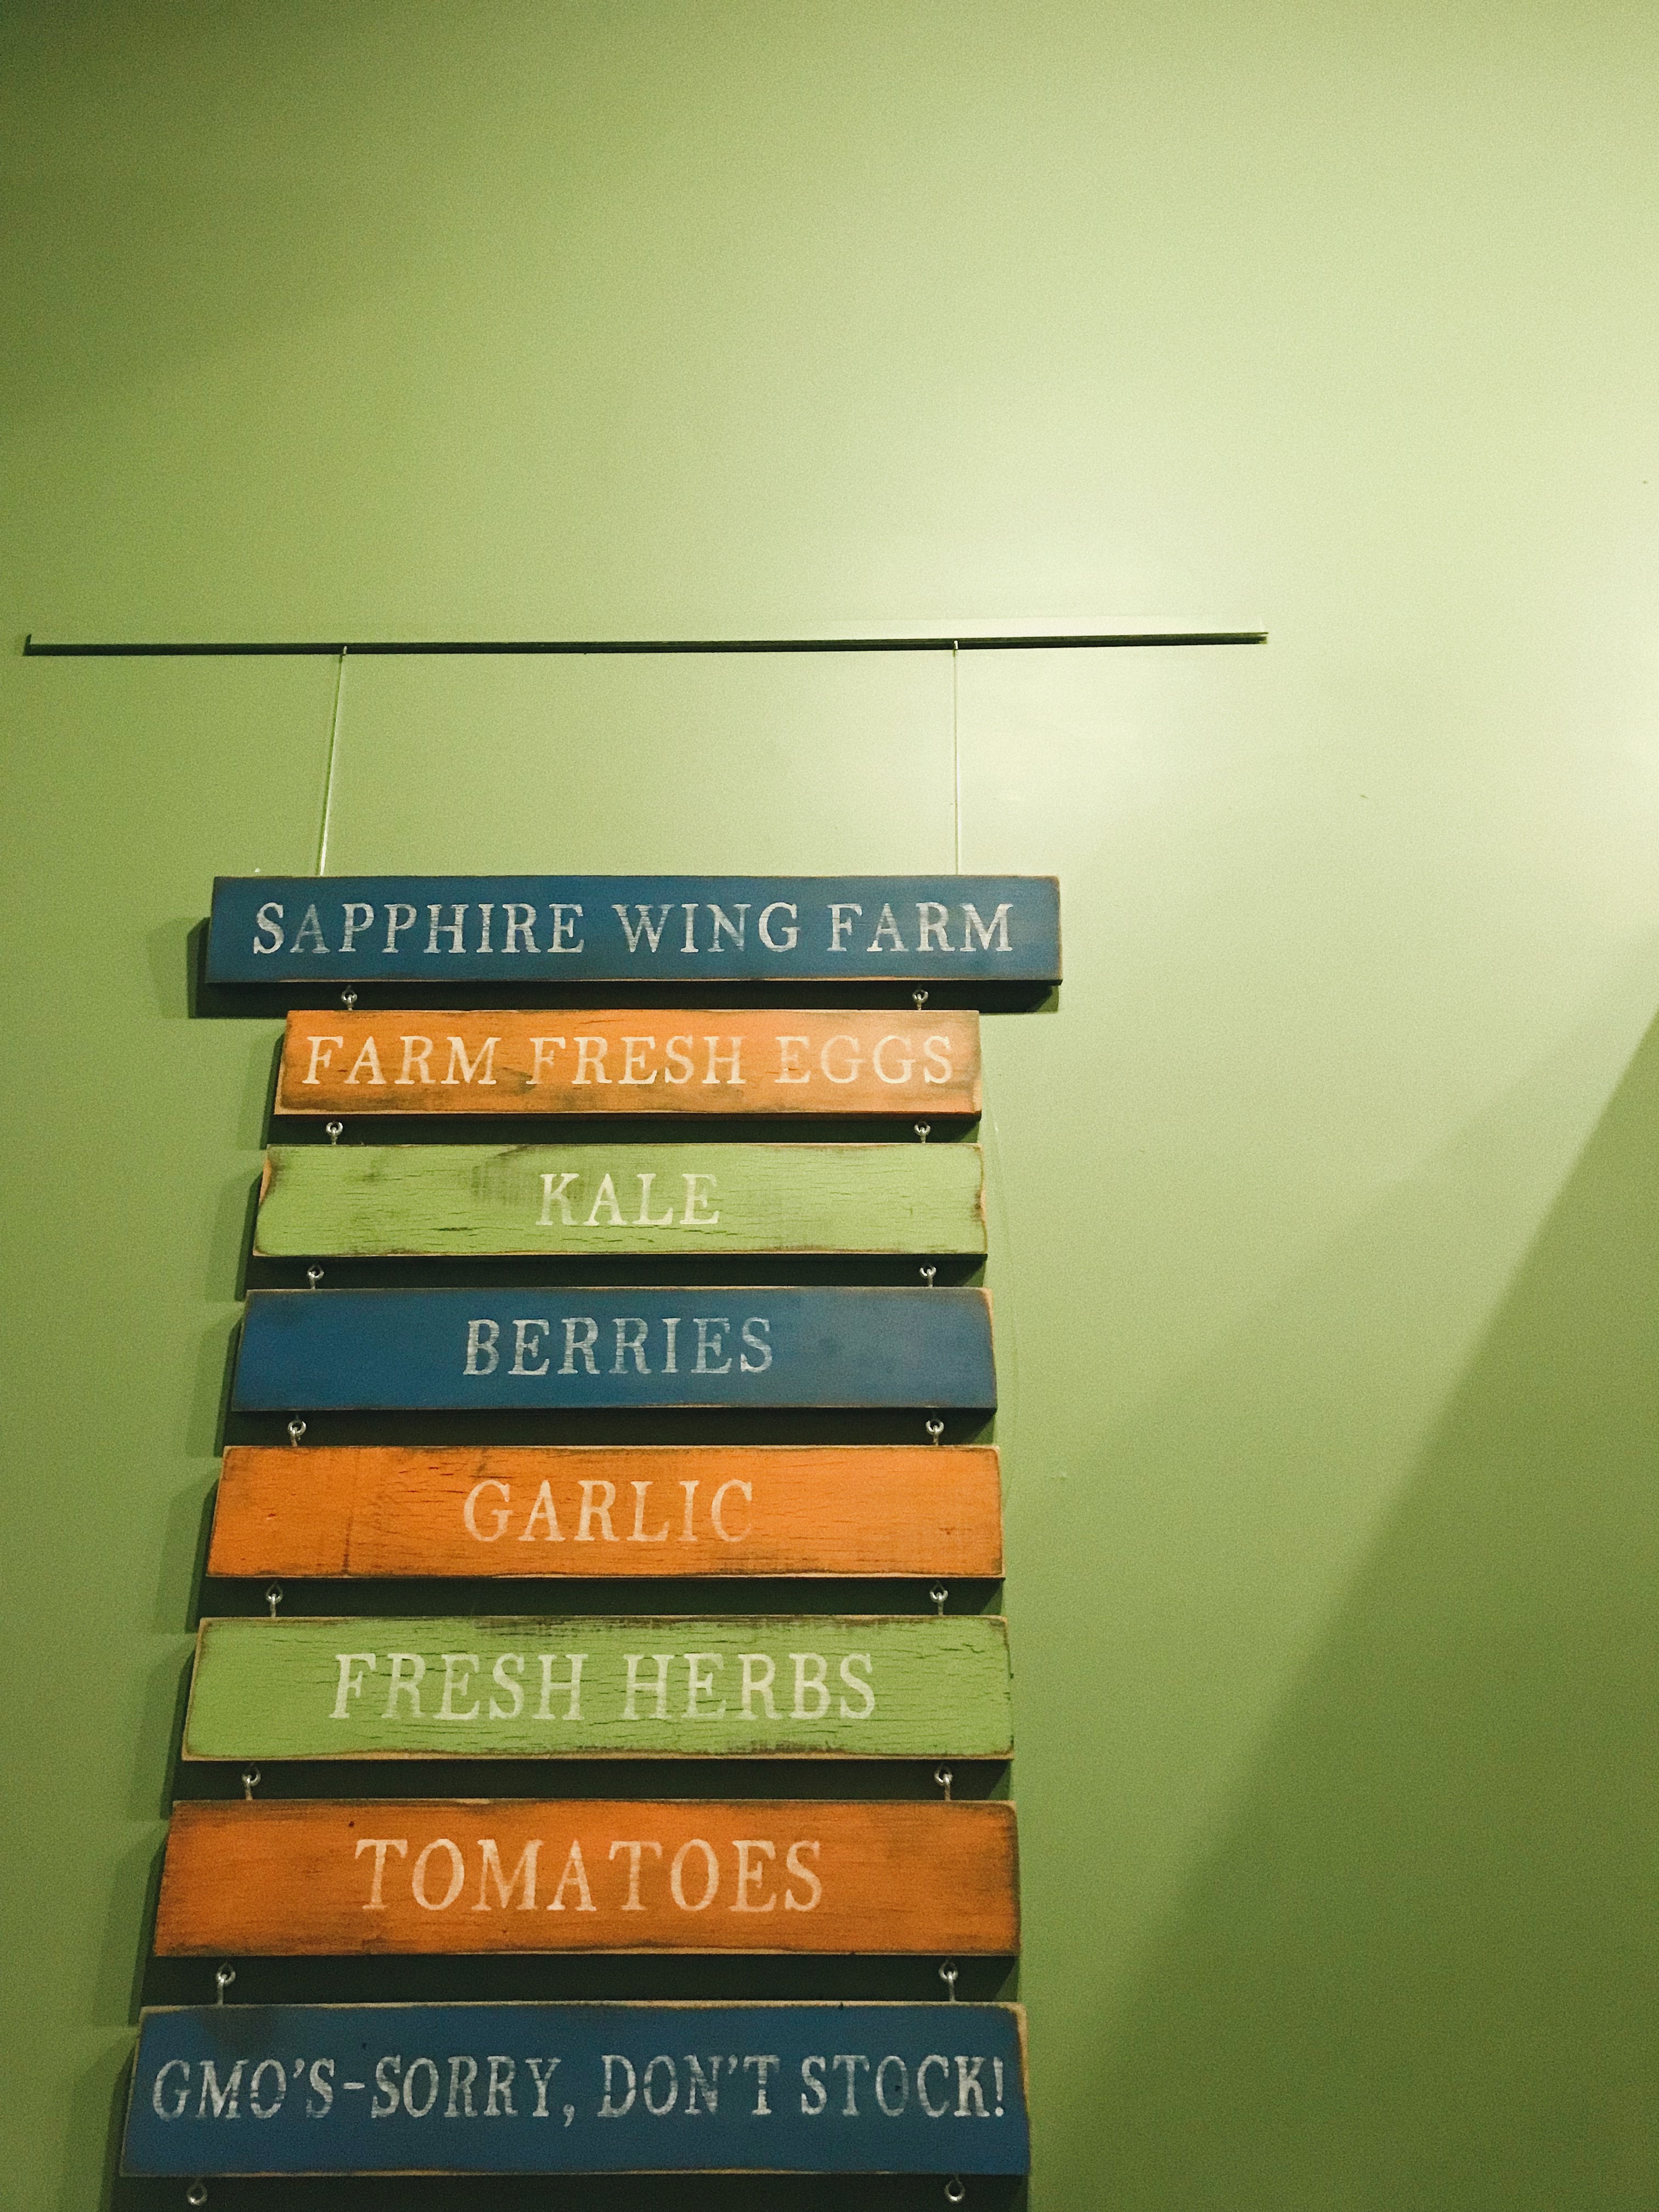 SAPPHIRE WING FARM
FARM FRESH EGGS
KALE
BERRIES
GARLIC
FRESH HERBS
TOMATOES
GMO'S-SORRY, DON'T STOCK!